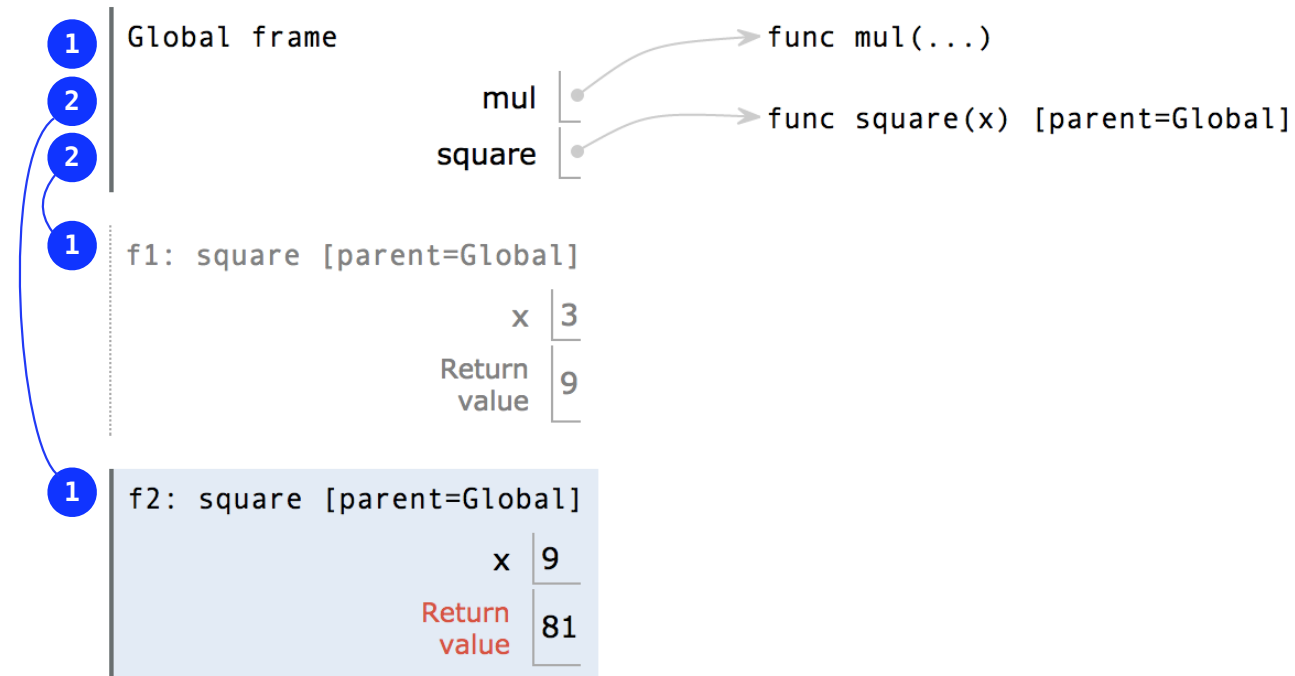 1 Global frame func mul(...)
2 mul
func square(x) [parent=Global]
2 square
1 f1: square [parent=Global]
x 3
Return
value 9
1 f2: square [parent=Global]
x 9
Return
value 81